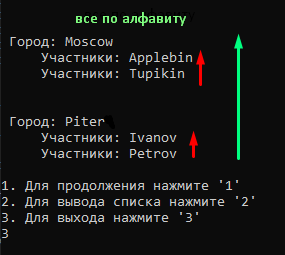 все по алфавиту
Город: Moscow
Участники: Applebin
Участники: Tupikin
Город: Piter
Участники: Ivanov
Участники: Petrov
1. Для продолжения нажмите '1'
2. Для вывода списка нажмите '2'
3. Для выхода нажмите '3'
3